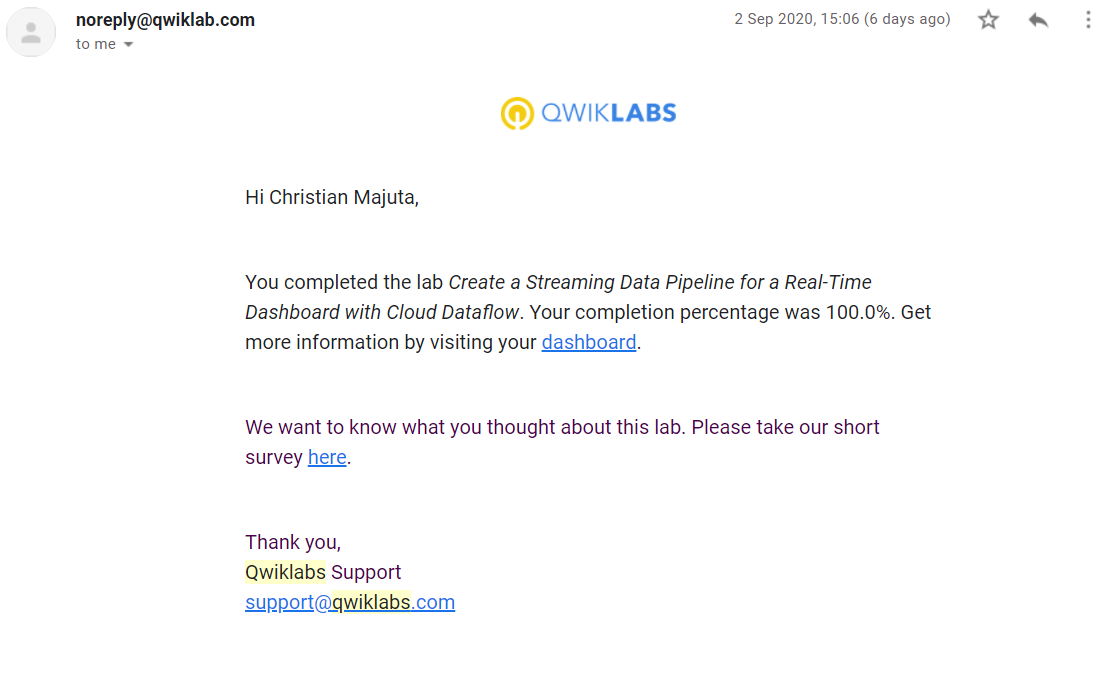 noreply@qwiklab.com
2 Sep 2020, 15:06 (6 days ago)
to me
QWIKLABS
Hi Christian Majuta,
You completed the lab Create a Streaming Data Pipeline for a Real-Time
Dashboard with Cloud Dataflow. Your completion percentage was 100.0%. Get
more information by visiting your dashboard.
We want to know what you thought about this lab. Please take our short
survey here.
Thank you,
Qwiklabs Support
support@qwiklabs.com